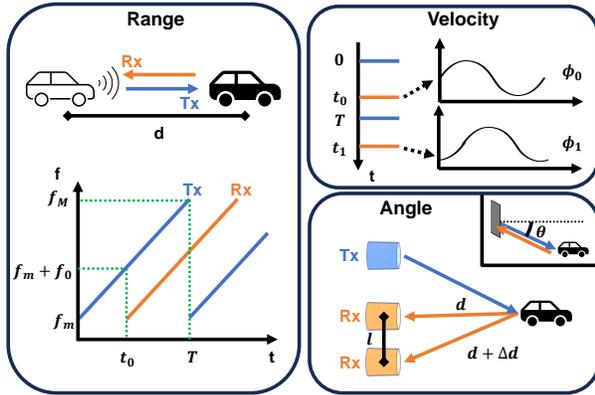 Range
Rx
Tx
d
f
Tx
Rx
f_M
f_m + f_0
f_m
t_0
T
t
Velocity
0
t_0
T
t_1
t
ϕ_0
ϕ_1
Angle
θ
Tx
Rx
d
l
Rx
d + Δd